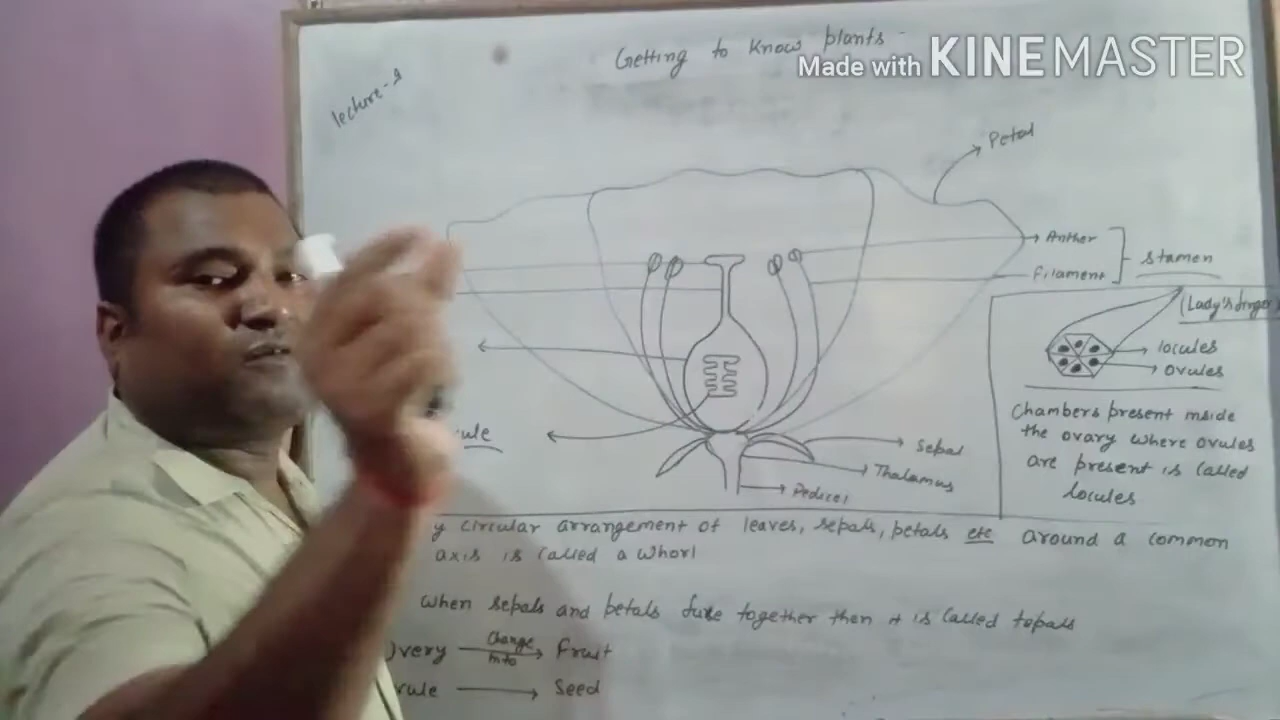 Getting to Know plants -
Made with KINEMASTER
lecture-2
Petal
Anther
Filament
Stamen
(Lady's finger
locules
ovules
Chambers present inside
the ovary where ovules
are present is called
locules
ule
Sepal
Thalamus
Pedicel
y circular arrangement of leaves, sepals, petals etc around a common
axis is called a whorl
When sepals and petals fuse together then it is called tepals
very change into Fruit
vule Seed